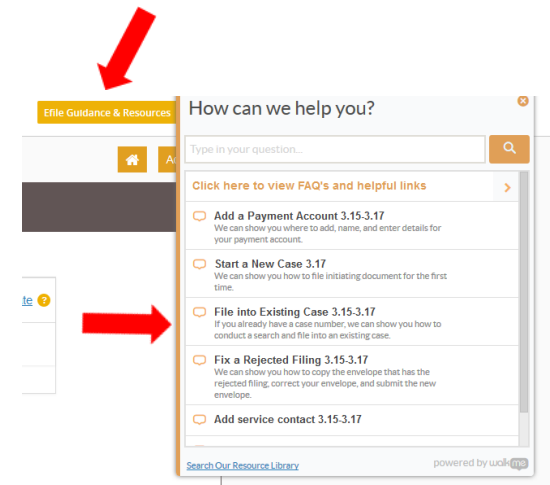 Efile Guidance & Resources
How can we help you?
Type in your question...
Click here to view FAQ's and helpful links
Add a Payment Account 3.15-3.17
We can show you where to add, name, and enter details for
your payment account.
Start a New Case 3.17
We can show you how to file initiating document for the first
time.
te
?
File into Existing Case 3.15-3.17
If you already have a case number, we can show you how to
conduct a search and file into an existing case.
Fix a Rejected Filing 3.15-3.17
We can show you how to copy the envelope that has the
rejected filing, correct your envelope, and submit the new
envelope.
Add service contact 3.15-3.17
Search Our Resource Library
powered by walkme